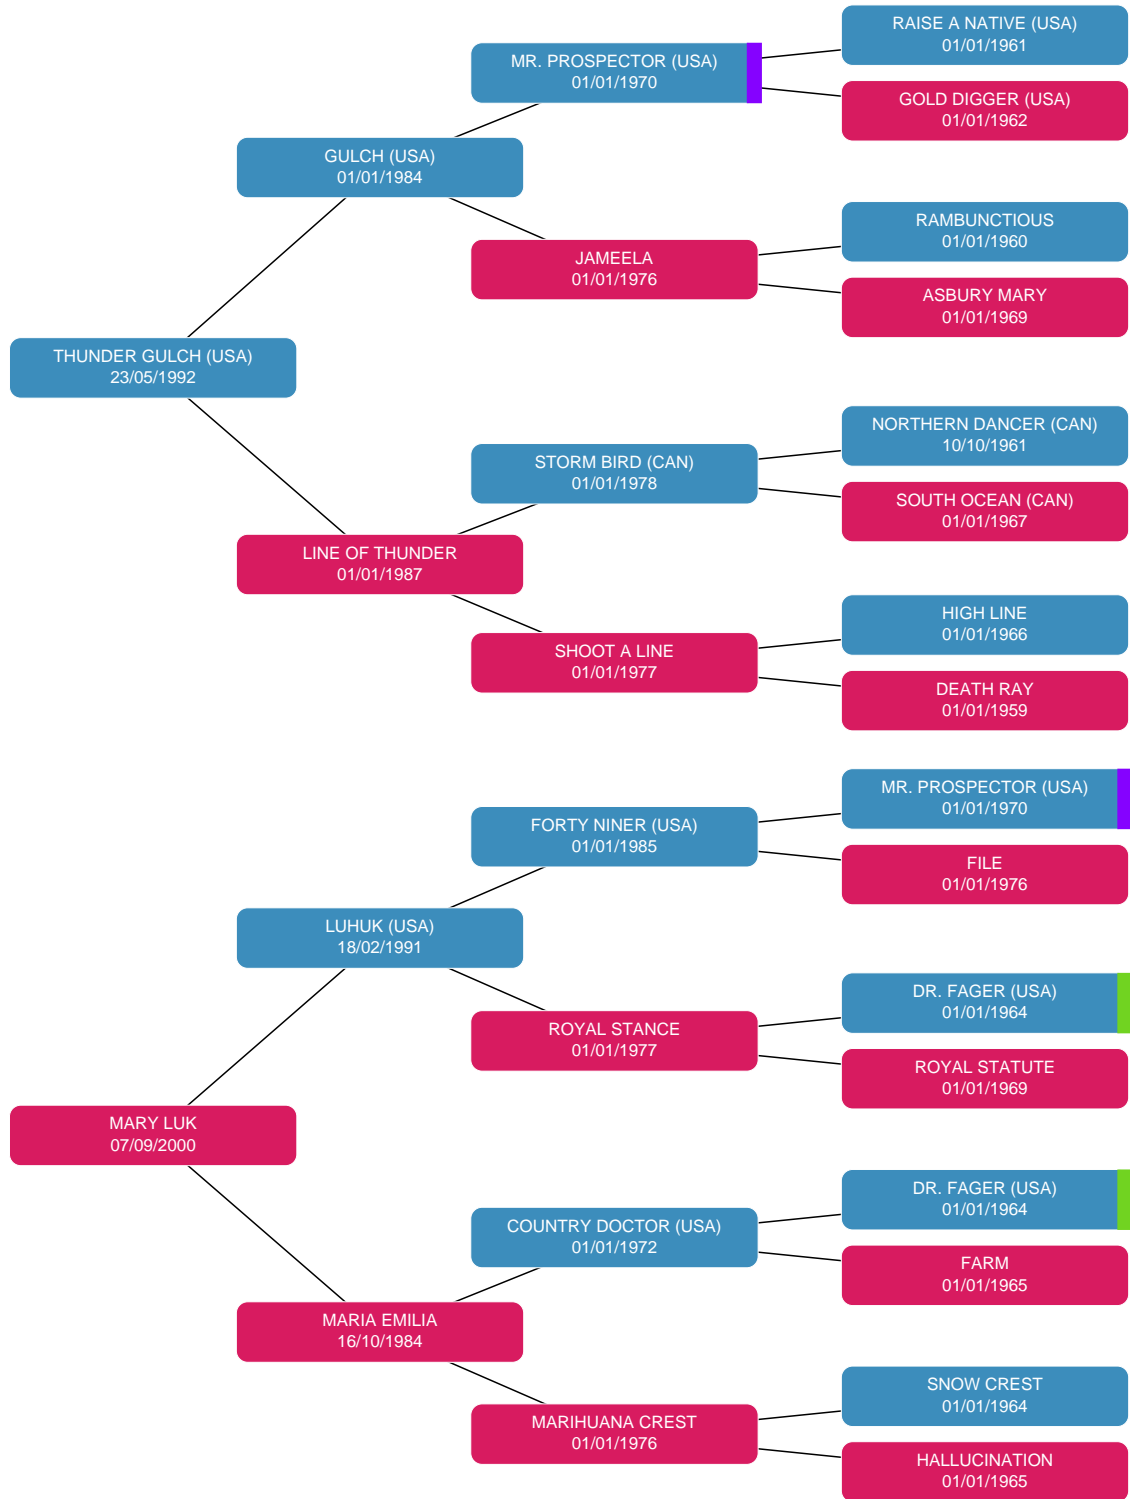 RAISE A NATIVE (USA)
01/01/1961
MR. PROSPECTOR (USA)
01/01/1970
GOLD DIGGER (USA)
01/01/1962
GULCH (USA)
01/01/1984
RAMBUNCTIOUS
01/01/1960
JAMEELA
01/01/1976
ASBURY MARY
01/01/1969
THUNDER GULCH (USA)
23/05/1992
NORTHERN DANCER (CAN)
10/10/1961
STORM BIRD (CAN)
01/01/1978
SOUTH OCEAN (CAN)
01/01/1967
LINE OF THUNDER
01/01/1987
HIGH LINE
01/01/1966
SHOOT A LINE
01/01/1977
DEATH RAY
01/01/1959
MR. PROSPECTOR (USA)
01/01/1970
FORTY NINER (USA)
01/01/1985
FILE
01/01/1976
LUHUK (USA)
18/02/1991
DR. FAGER (USA)
01/01/1964
ROYAL STANCE
01/01/1977
ROYAL STATUTE
01/01/1969
MARY LUK
07/09/2000
DR. FAGER (USA)
01/01/1964
COUNTRY DOCTOR (USA)
01/01/1972
FARM
01/01/1965
MARIA EMILIA
16/10/1984
SNOW CREST
01/01/1964
MARIHUANA CREST
01/01/1976
HALLUCINATION
01/01/1965